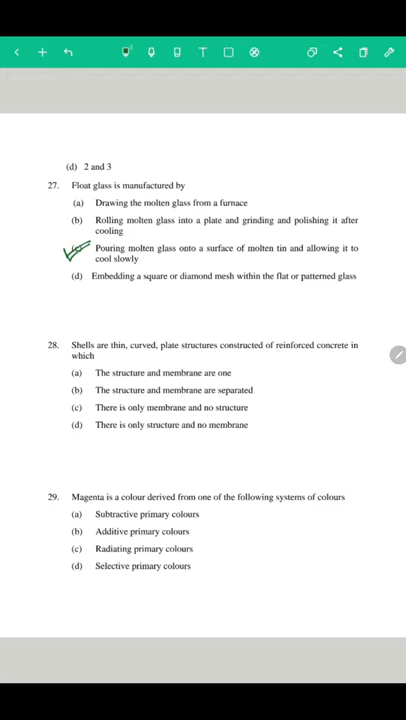 (d) 2 and 3
27. Float glass is manufactured by
(a) Drawing the molten glass from a furnace
(b) Rolling molten glass into a plate and grinding and polishing it after
cooling
(c) Pouring molten glass onto a surface of molten tin and allowing it to
cool slowly
(d) Embedding a square or diamond mesh within the flat or patterned glass
28. Shells are thin, curved, plate structures constructed of reinforced concrete in
which
(a) The structure and membrane are one
(b) The structure and membrane are separated
(c) There is only membrane and no structure
(d) There is only structure and no membrane
29. Magenta is a colour derived from one of the following systems of colours
(a) Subtractive primary colours
(b) Additive primary colours
(c) Radiating primary colours
(d) Selective primary colours